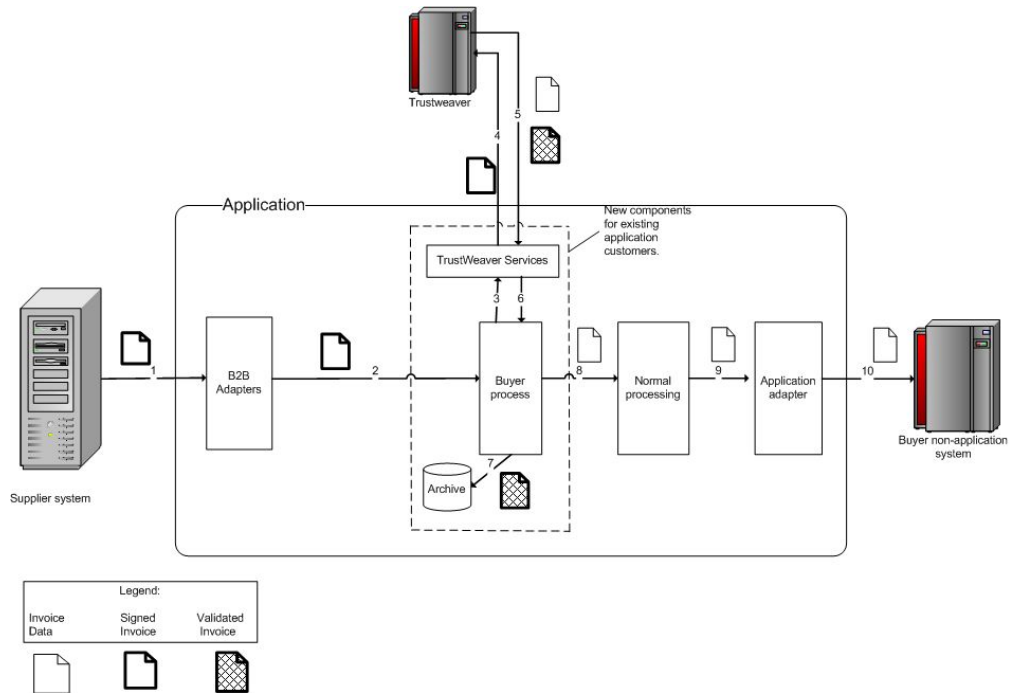 Trustweaver
5
4
Application
New components
for existing
application
customers.
TrustWeaver Services
3
6
1
B2B
Adapters
2
Buyer
process
8
Normal
processing
9
Application
adapter
10
Buyer non-application
system
7
Archive
Supplier system
Legend:
Invoice
Data
Signed
Invoice
Validated
Invoice